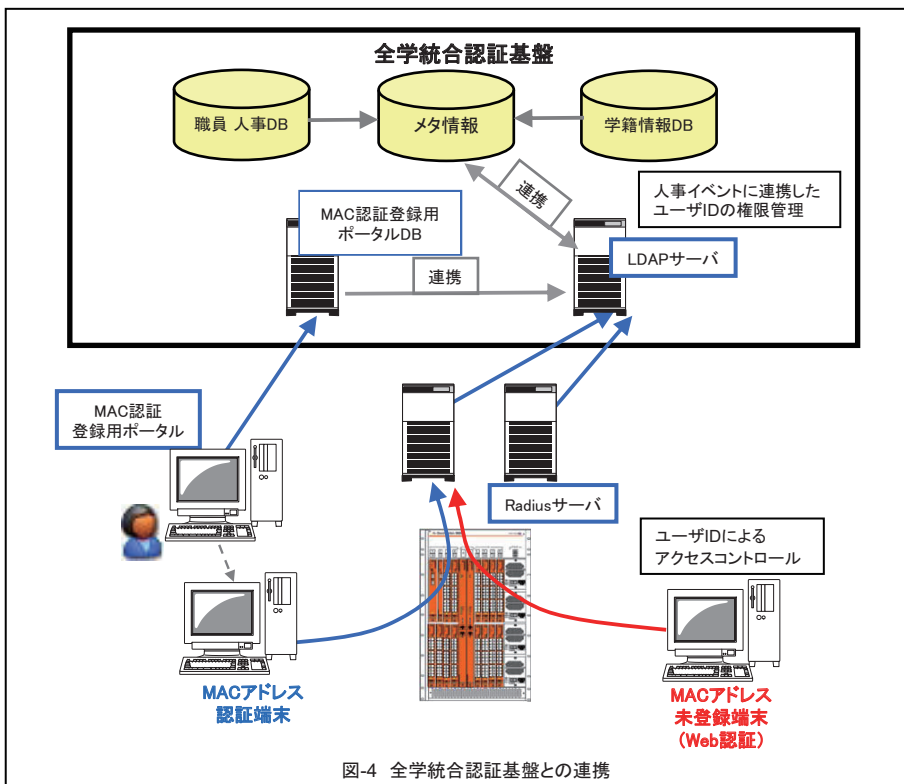 全学統合認証基盤
職員 人事DB
メタ情報
学籍情報DB
連携
人事イベントに連携した
ユーザIDの権限管理
MAC認証登録用
ポータルDB
LDAPサーバ
連携
MAC認証
登録用ポータル
Radiusサーバ
ユーザIDによる
アクセスコントロール
MACアドレス
認証端末
MACアドレス
未登録端末
(Web認証)
図-4 全学統合認証基盤との連携